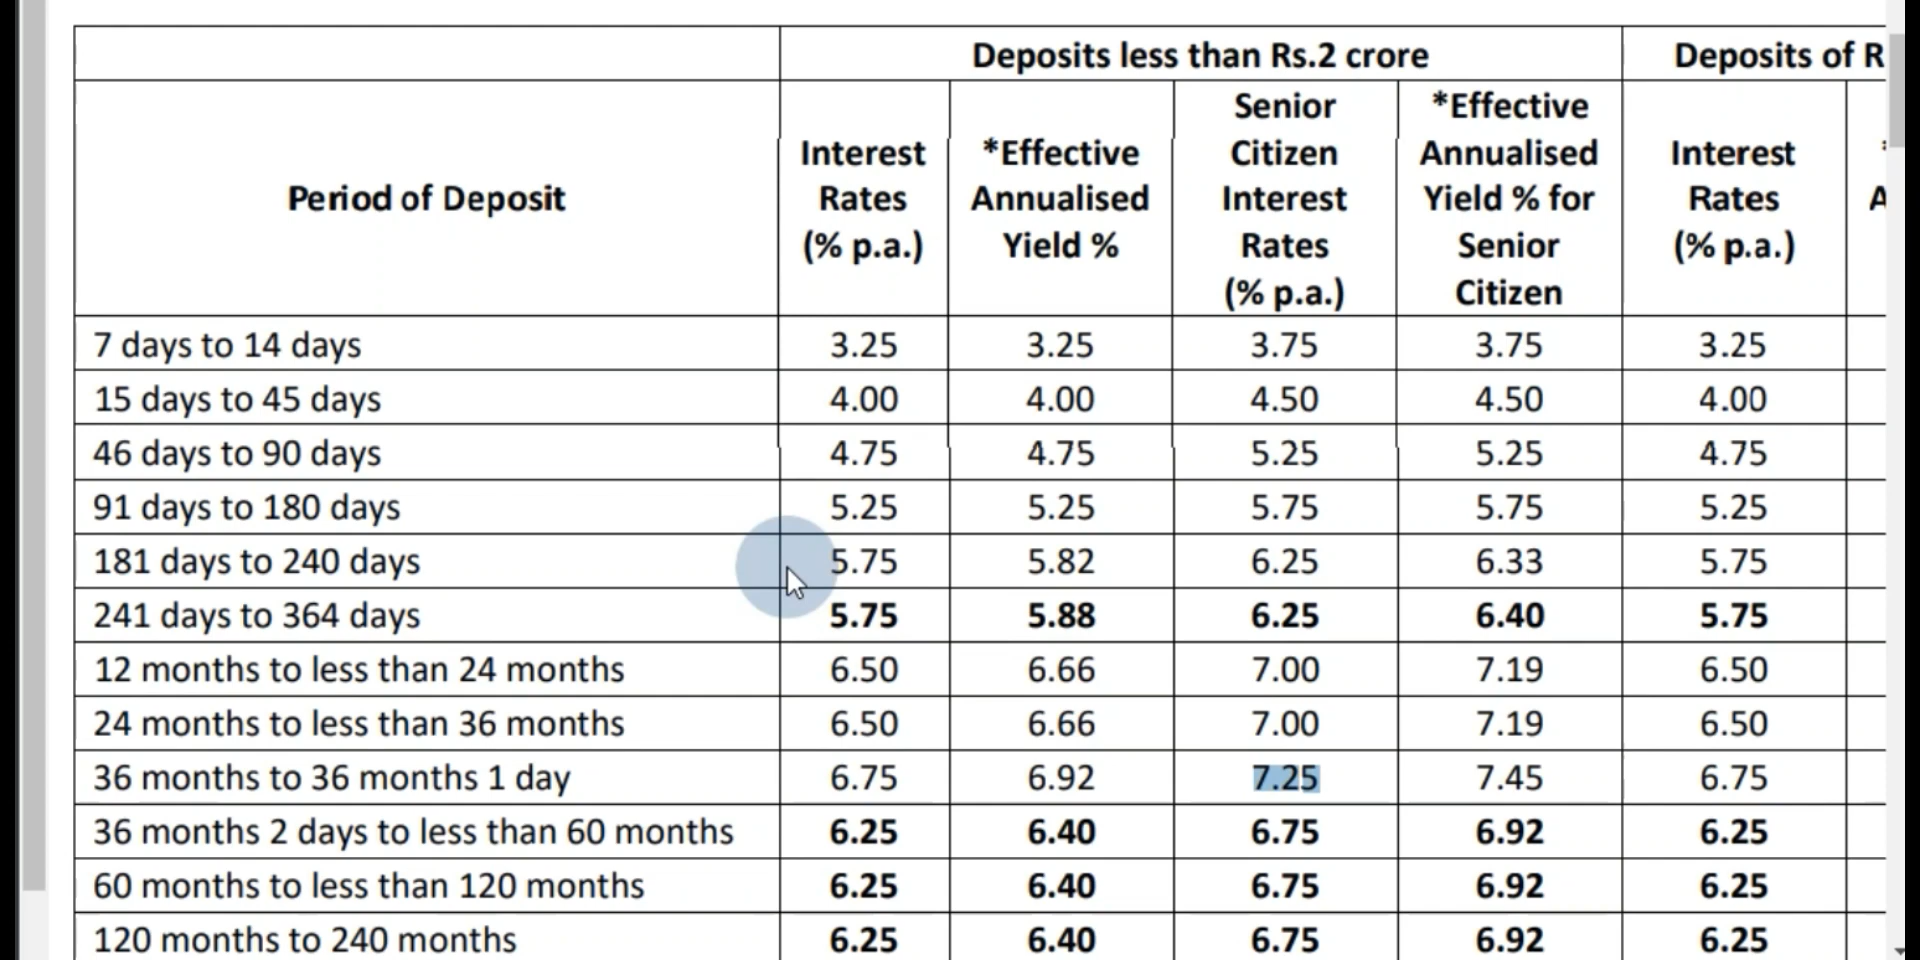 Deposits less than Rs.2 crore Deposits of R
Period of Deposit Interest Rates (% p.a.) *Effective Annualised Yield % Senior Citizen Interest Rates (% p.a.) *Effective Annualised Yield % for Senior Citizen Interest Rates (% p.a.)
7 days to 14 days 3.25 3.25 3.75 3.75 3.25
15 days to 45 days 4.00 4.00 4.50 4.50 4.00
46 days to 90 days 4.75 4.75 5.25 5.25 4.75
91 days to 180 days 5.25 5.25 5.75 5.75 5.25
181 days to 240 days 5.75 5.82 6.25 6.33 5.75
241 days to 364 days 5.75 5.88 6.25 6.40 5.75
12 months to less than 24 months 6.50 6.66 7.00 7.19 6.50
24 months to less than 36 months 6.50 6.66 7.00 7.19 6.50
36 months to 36 months 1 day 6.75 6.92 7.25 7.45 6.75
36 months 2 days to less than 60 months 6.25 6.40 6.75 6.92 6.25
60 months to less than 120 months 6.25 6.40 6.75 6.92 6.25
120 months to 240 months 6.25 6.40 6.75 6.92 6.25